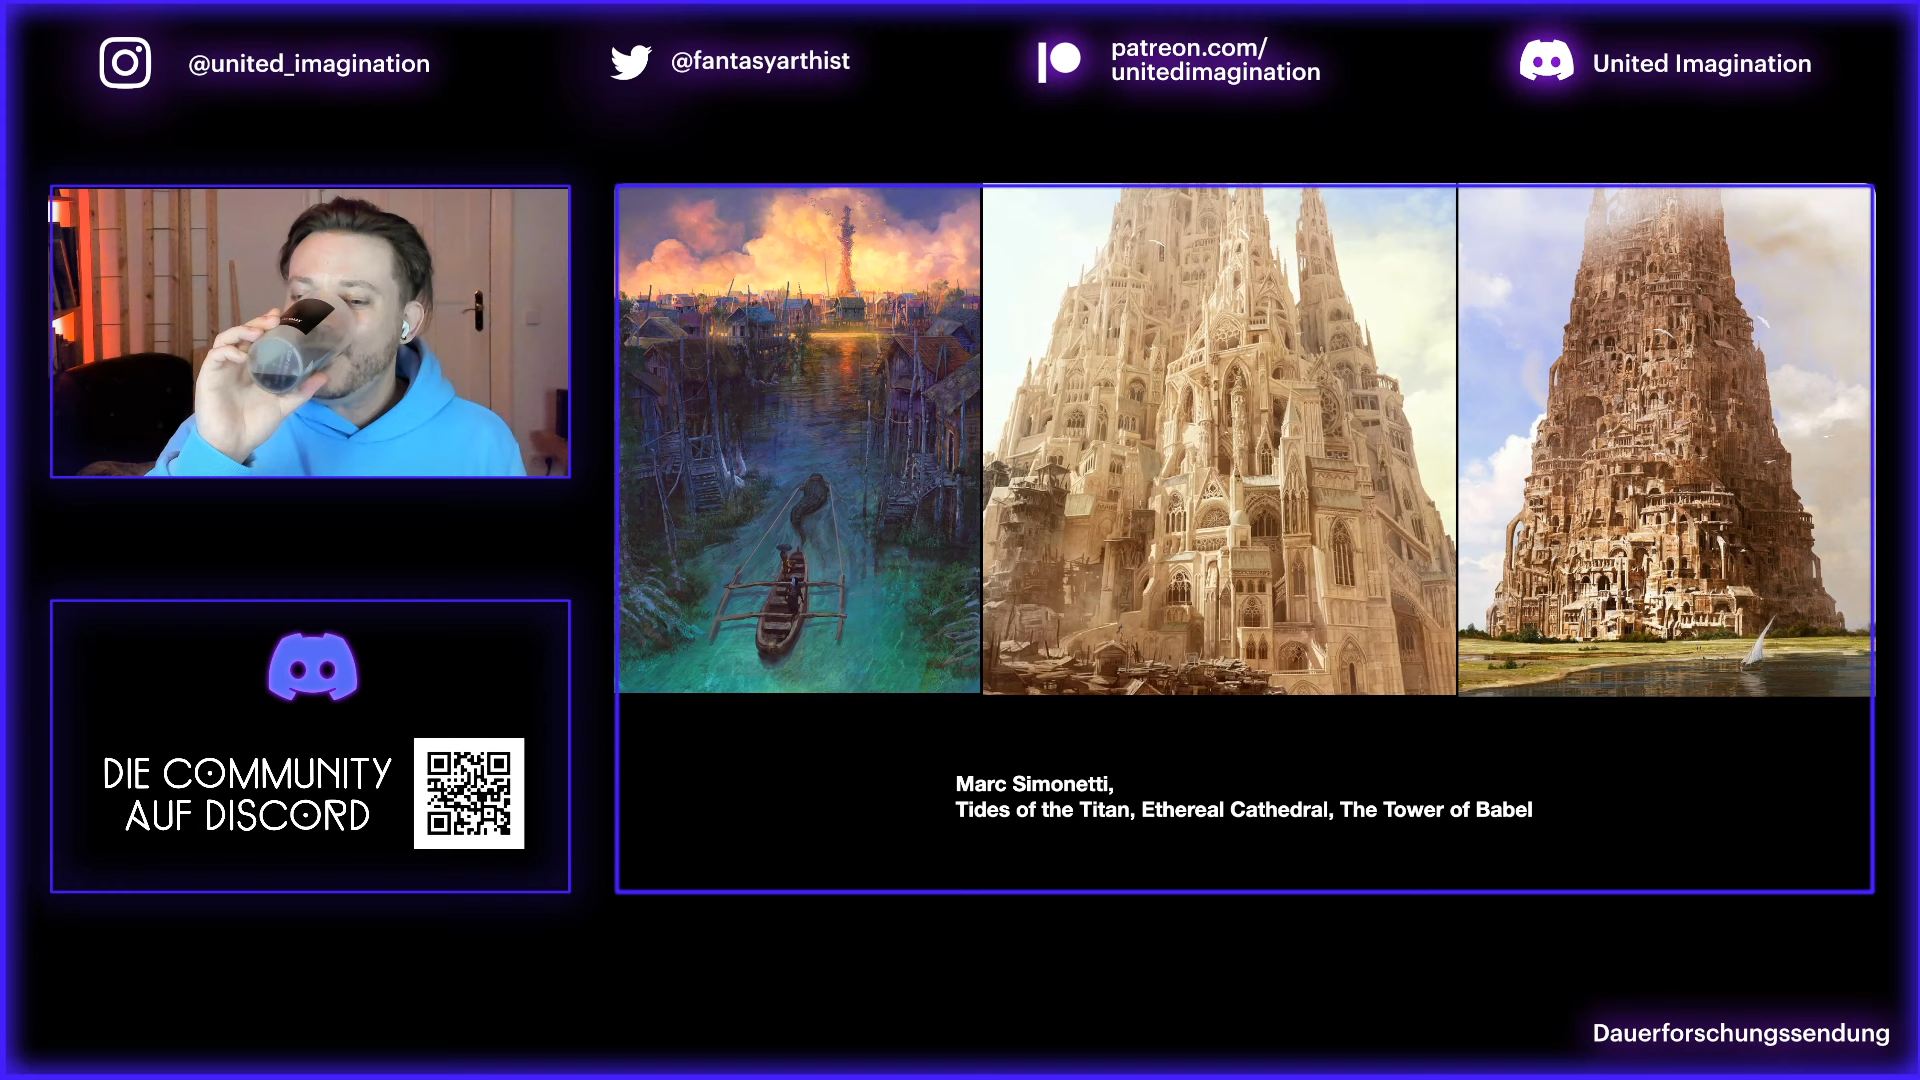 @united_imagination
@fantasyarthist
patreon.com/
unitedimagination
United Imagination
DIE COMMUNITY
AUF DISCORD
Marc Simonetti,
Tides of the Titan, Ethereal Cathedral, The Tower of Babel
Dauerforschungssendung